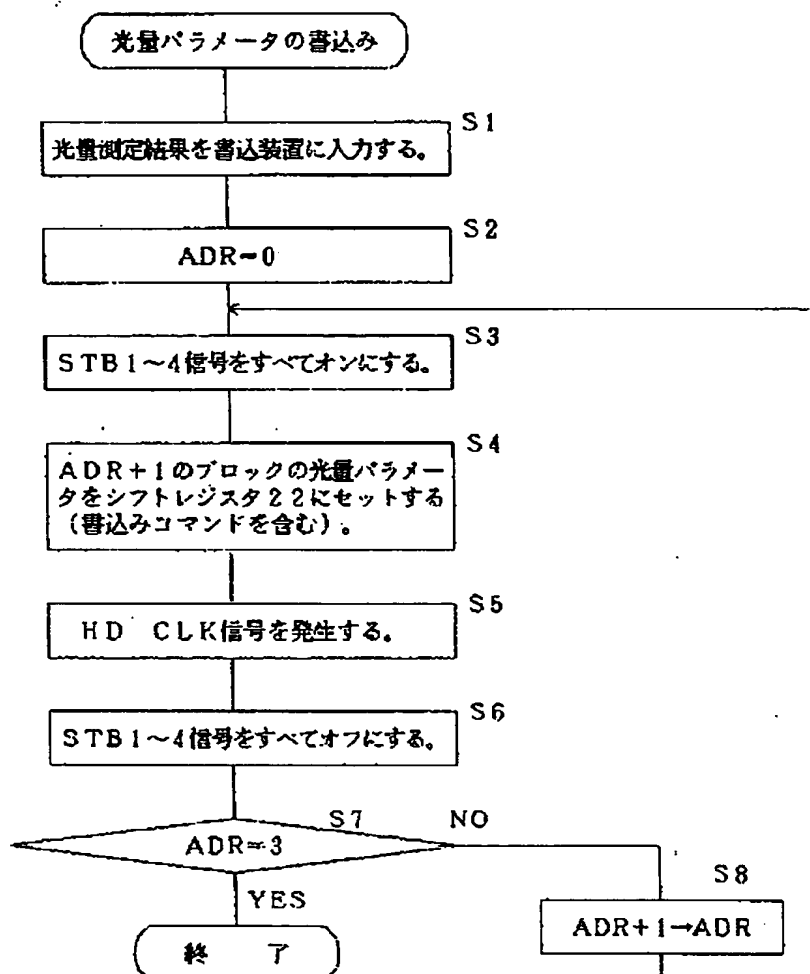 光量パラメータの書込み
S1
光量測定結果を書込装置に入力する。
S2
ADR=0
S3
STB1～4信号をすべてオンにする。
S4
ADR+1のブロックの光量パラメー
タをシフトレジスタ22にセットする
(書込みコマンドを含む)。
S5
HD CLK信号を発生する。
S6
STB1～4信号をすべてオフにする。
S7
NO
ADR=3
S8
YES
ADR+1→ADR
終 了